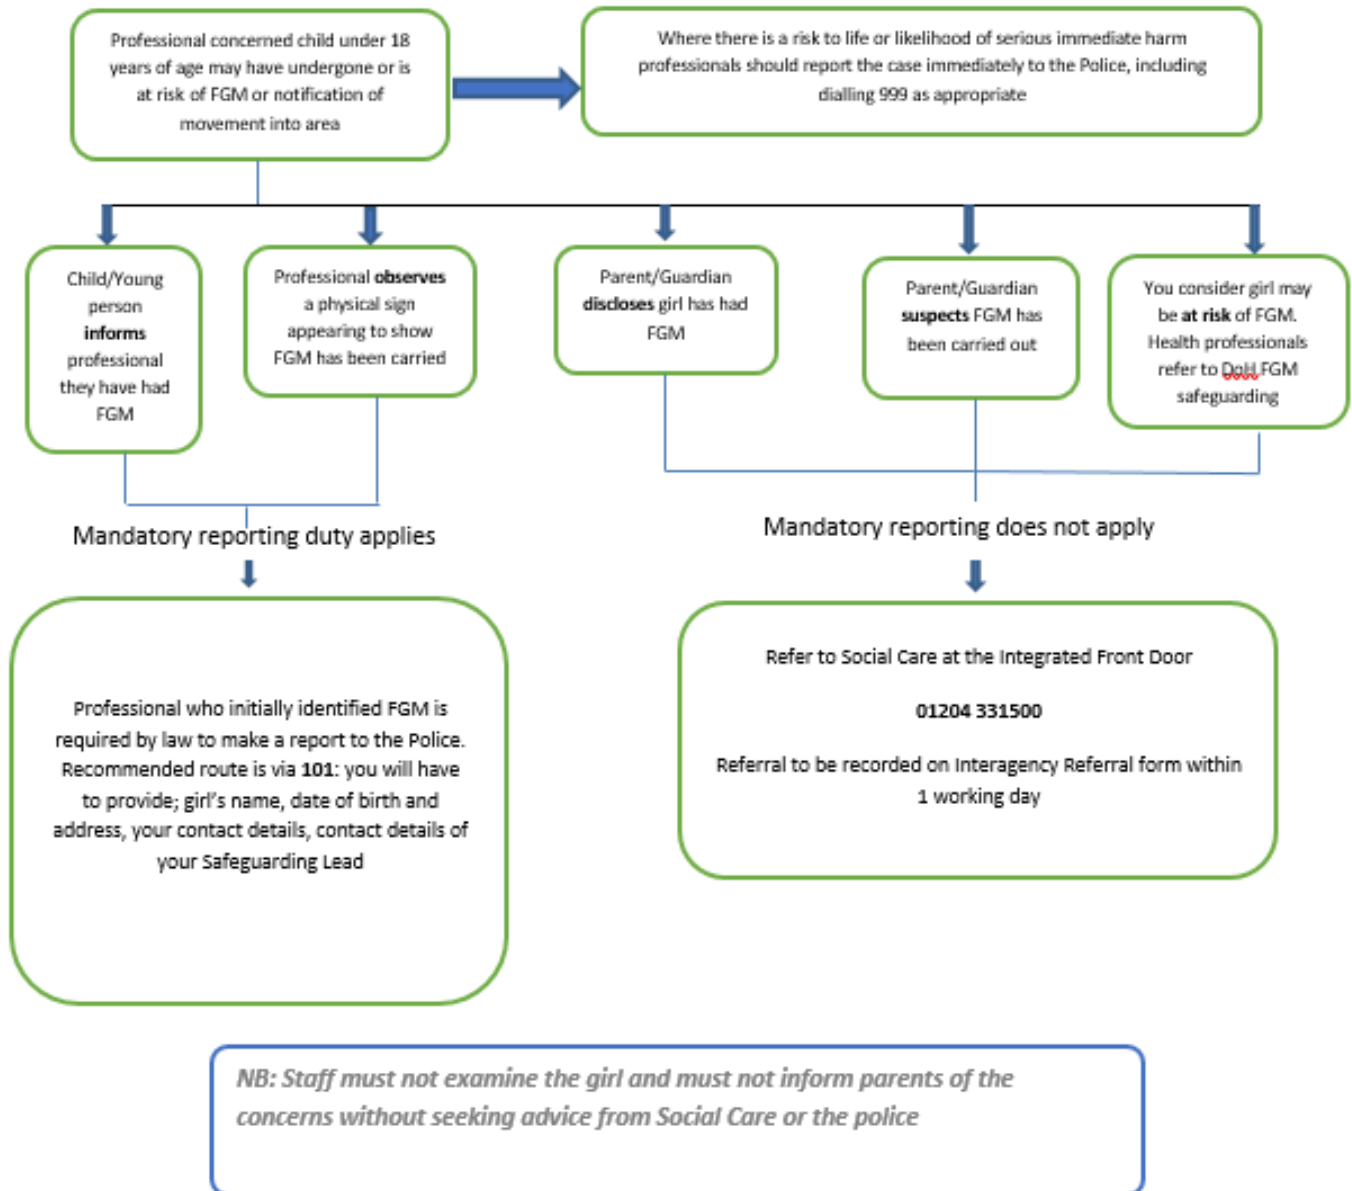 Professional concerned child under 18
years of age may have undergone or is
at risk of FGM or notification of
movement into area
Where there is a risk to life or likelihood of serious immediate harm
professionals should report the case immediately to the Police, including
dialling 999 as appropriate
Child/Young
person
informs
professional
they have had
FGM
Professional observes
a physical sign
appearing to show
FGM has been carried
Parent/Guardian
discloses girl has had
FGM
Parent/Guardian
suspects FGM has
been carried out
You consider girl may
be at risk of FGM.
Health professionals
refer to DoH FGM
safeguarding
Mandatory reporting duty applies
Mandatory reporting does not apply
Professional who initially identified FGM is
required by law to make a report to the Police.
Recommended route is via 101: you will have
to provide; girl's name, date of birth and
address, your contact details, contact details of
your Safeguarding Lead
Refer to Social Care at the Integrated Front Door
01204 331500
Referral to be recorded on Interagency Referral form within
1 working day
NB: Staff must not examine the girl and must not inform parents of the
concerns without seeking advice from Social Care or the police